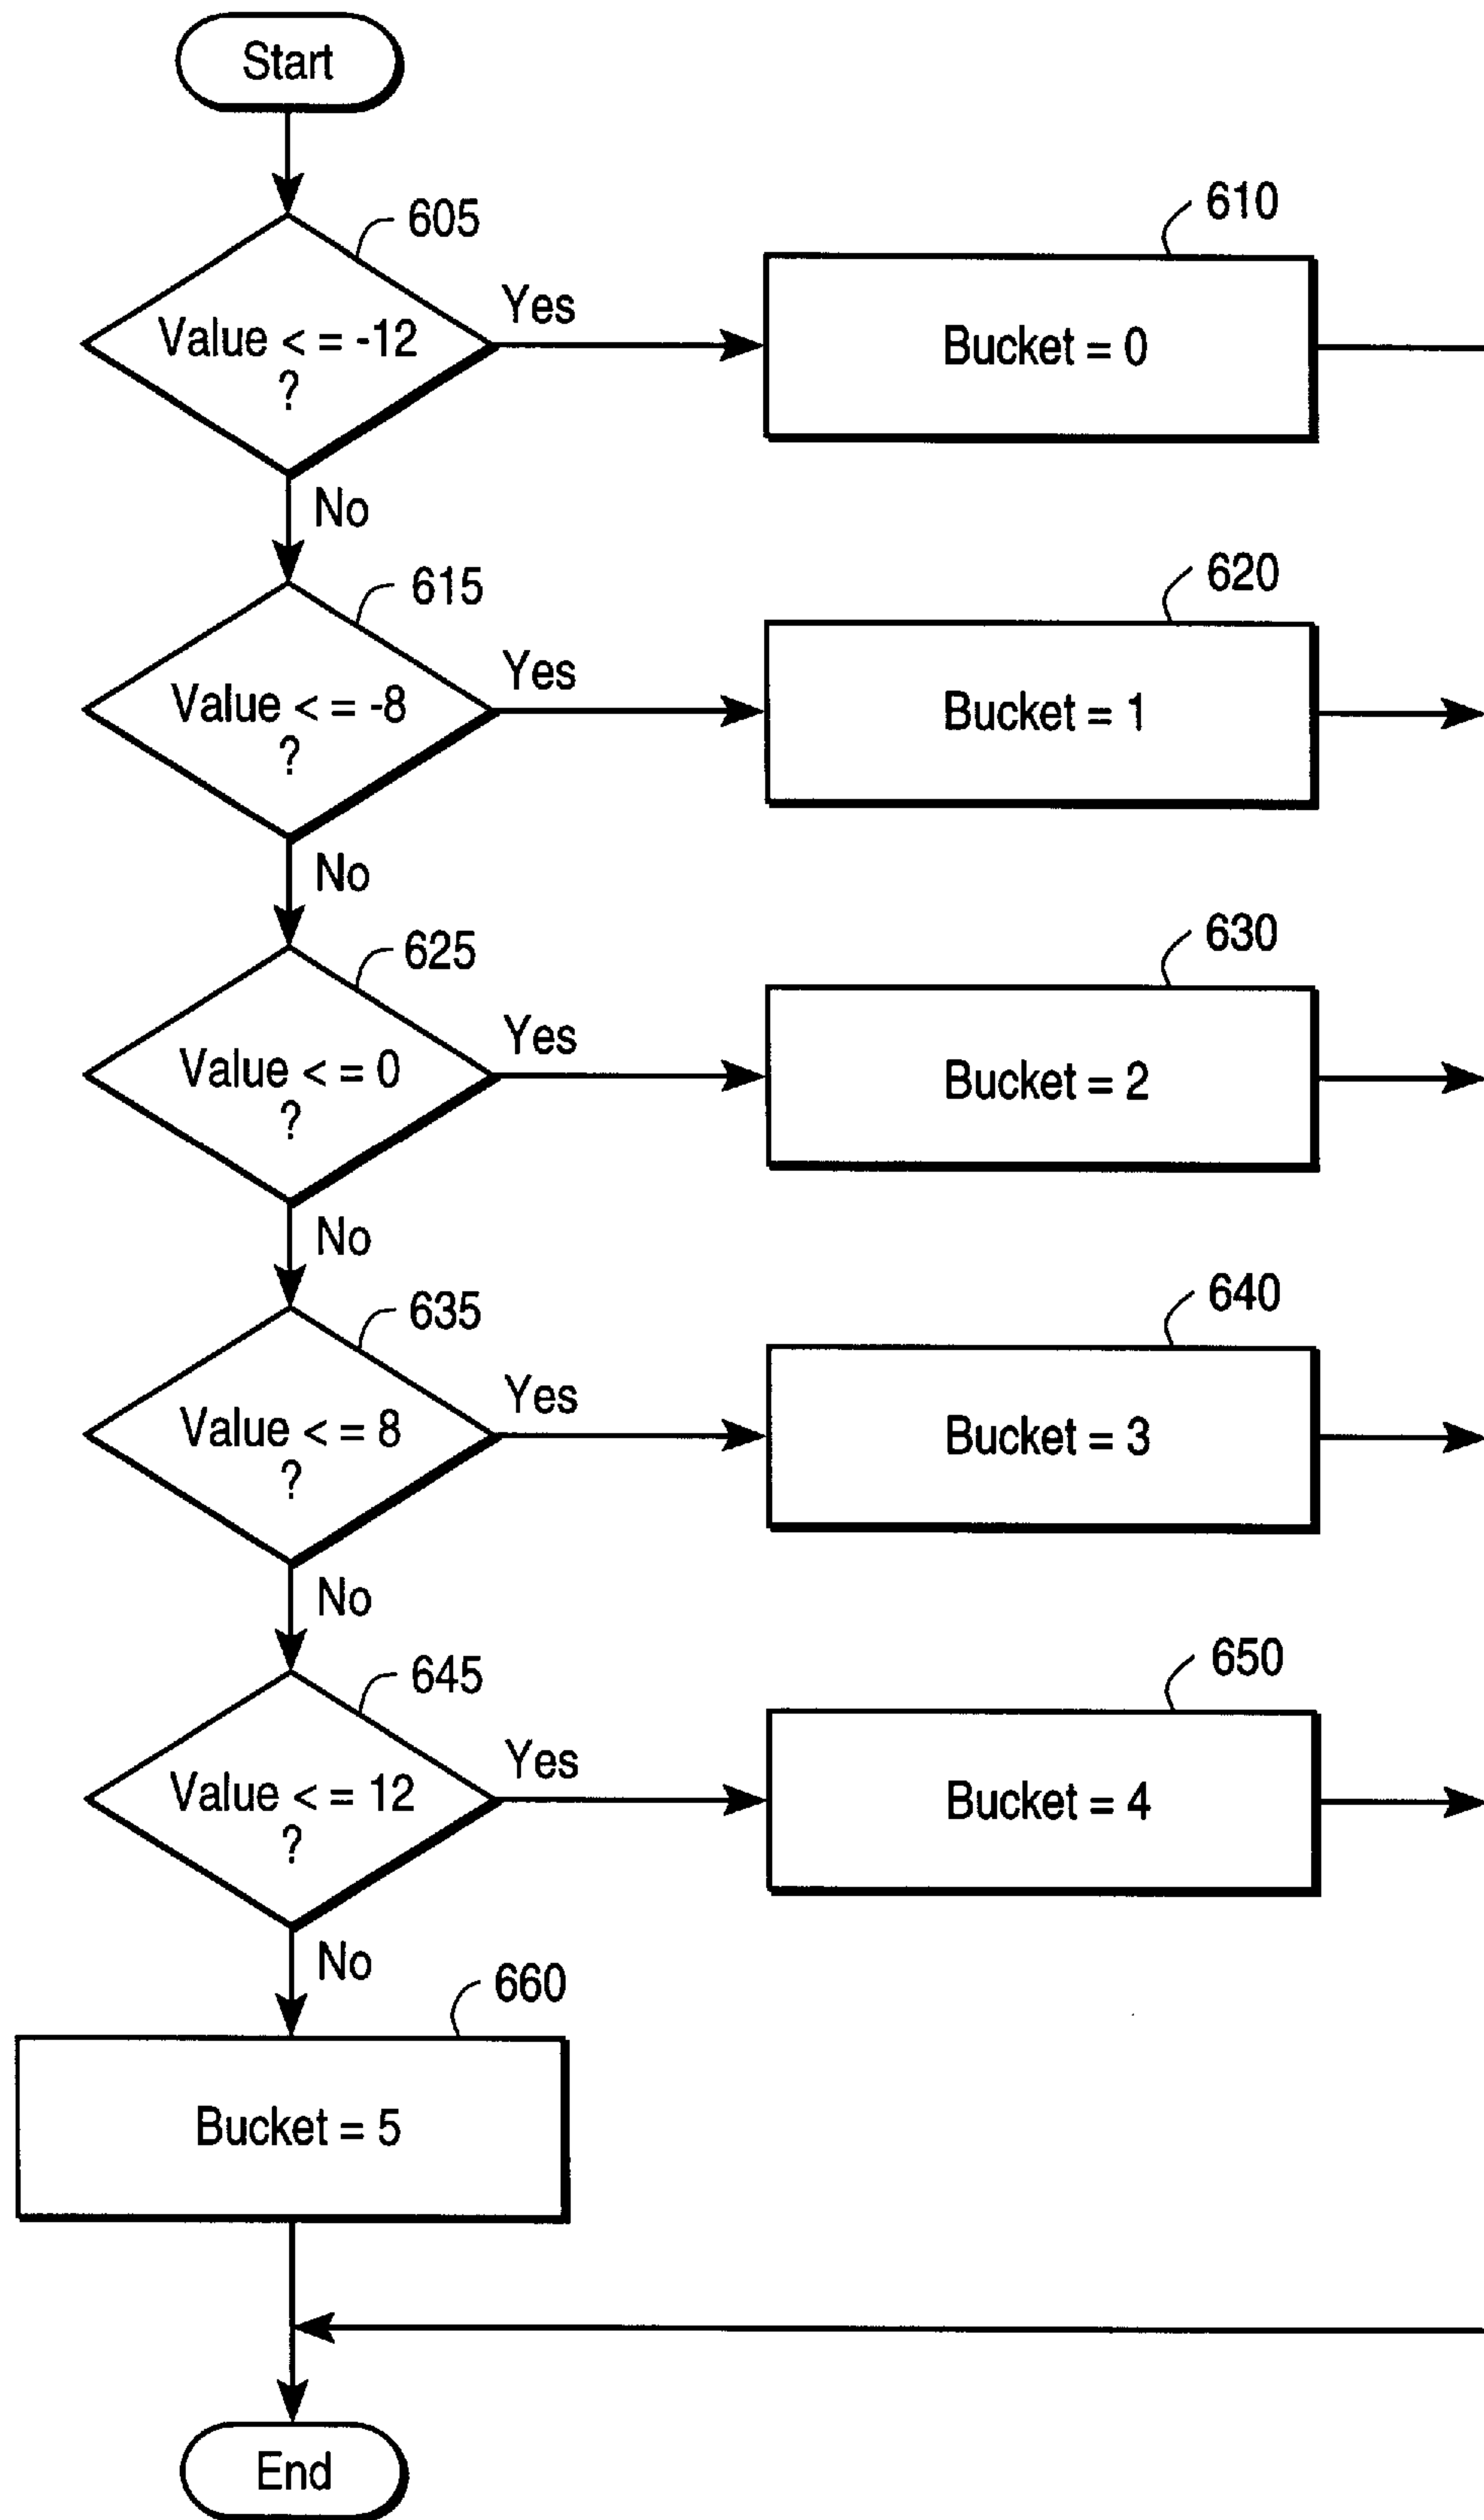 Start
605
Value < = -12
?
Yes
610
Bucket = 0
No
615
Value < = -8
?
Yes
620
Bucket = 1
No
625
Value < = 0
?
Yes
630
Bucket = 2
No
635
Value < = 8
?
Yes
640
Bucket = 3
No
645
Value < = 12
?
Yes
650
Bucket = 4
No
660
Bucket = 5
End